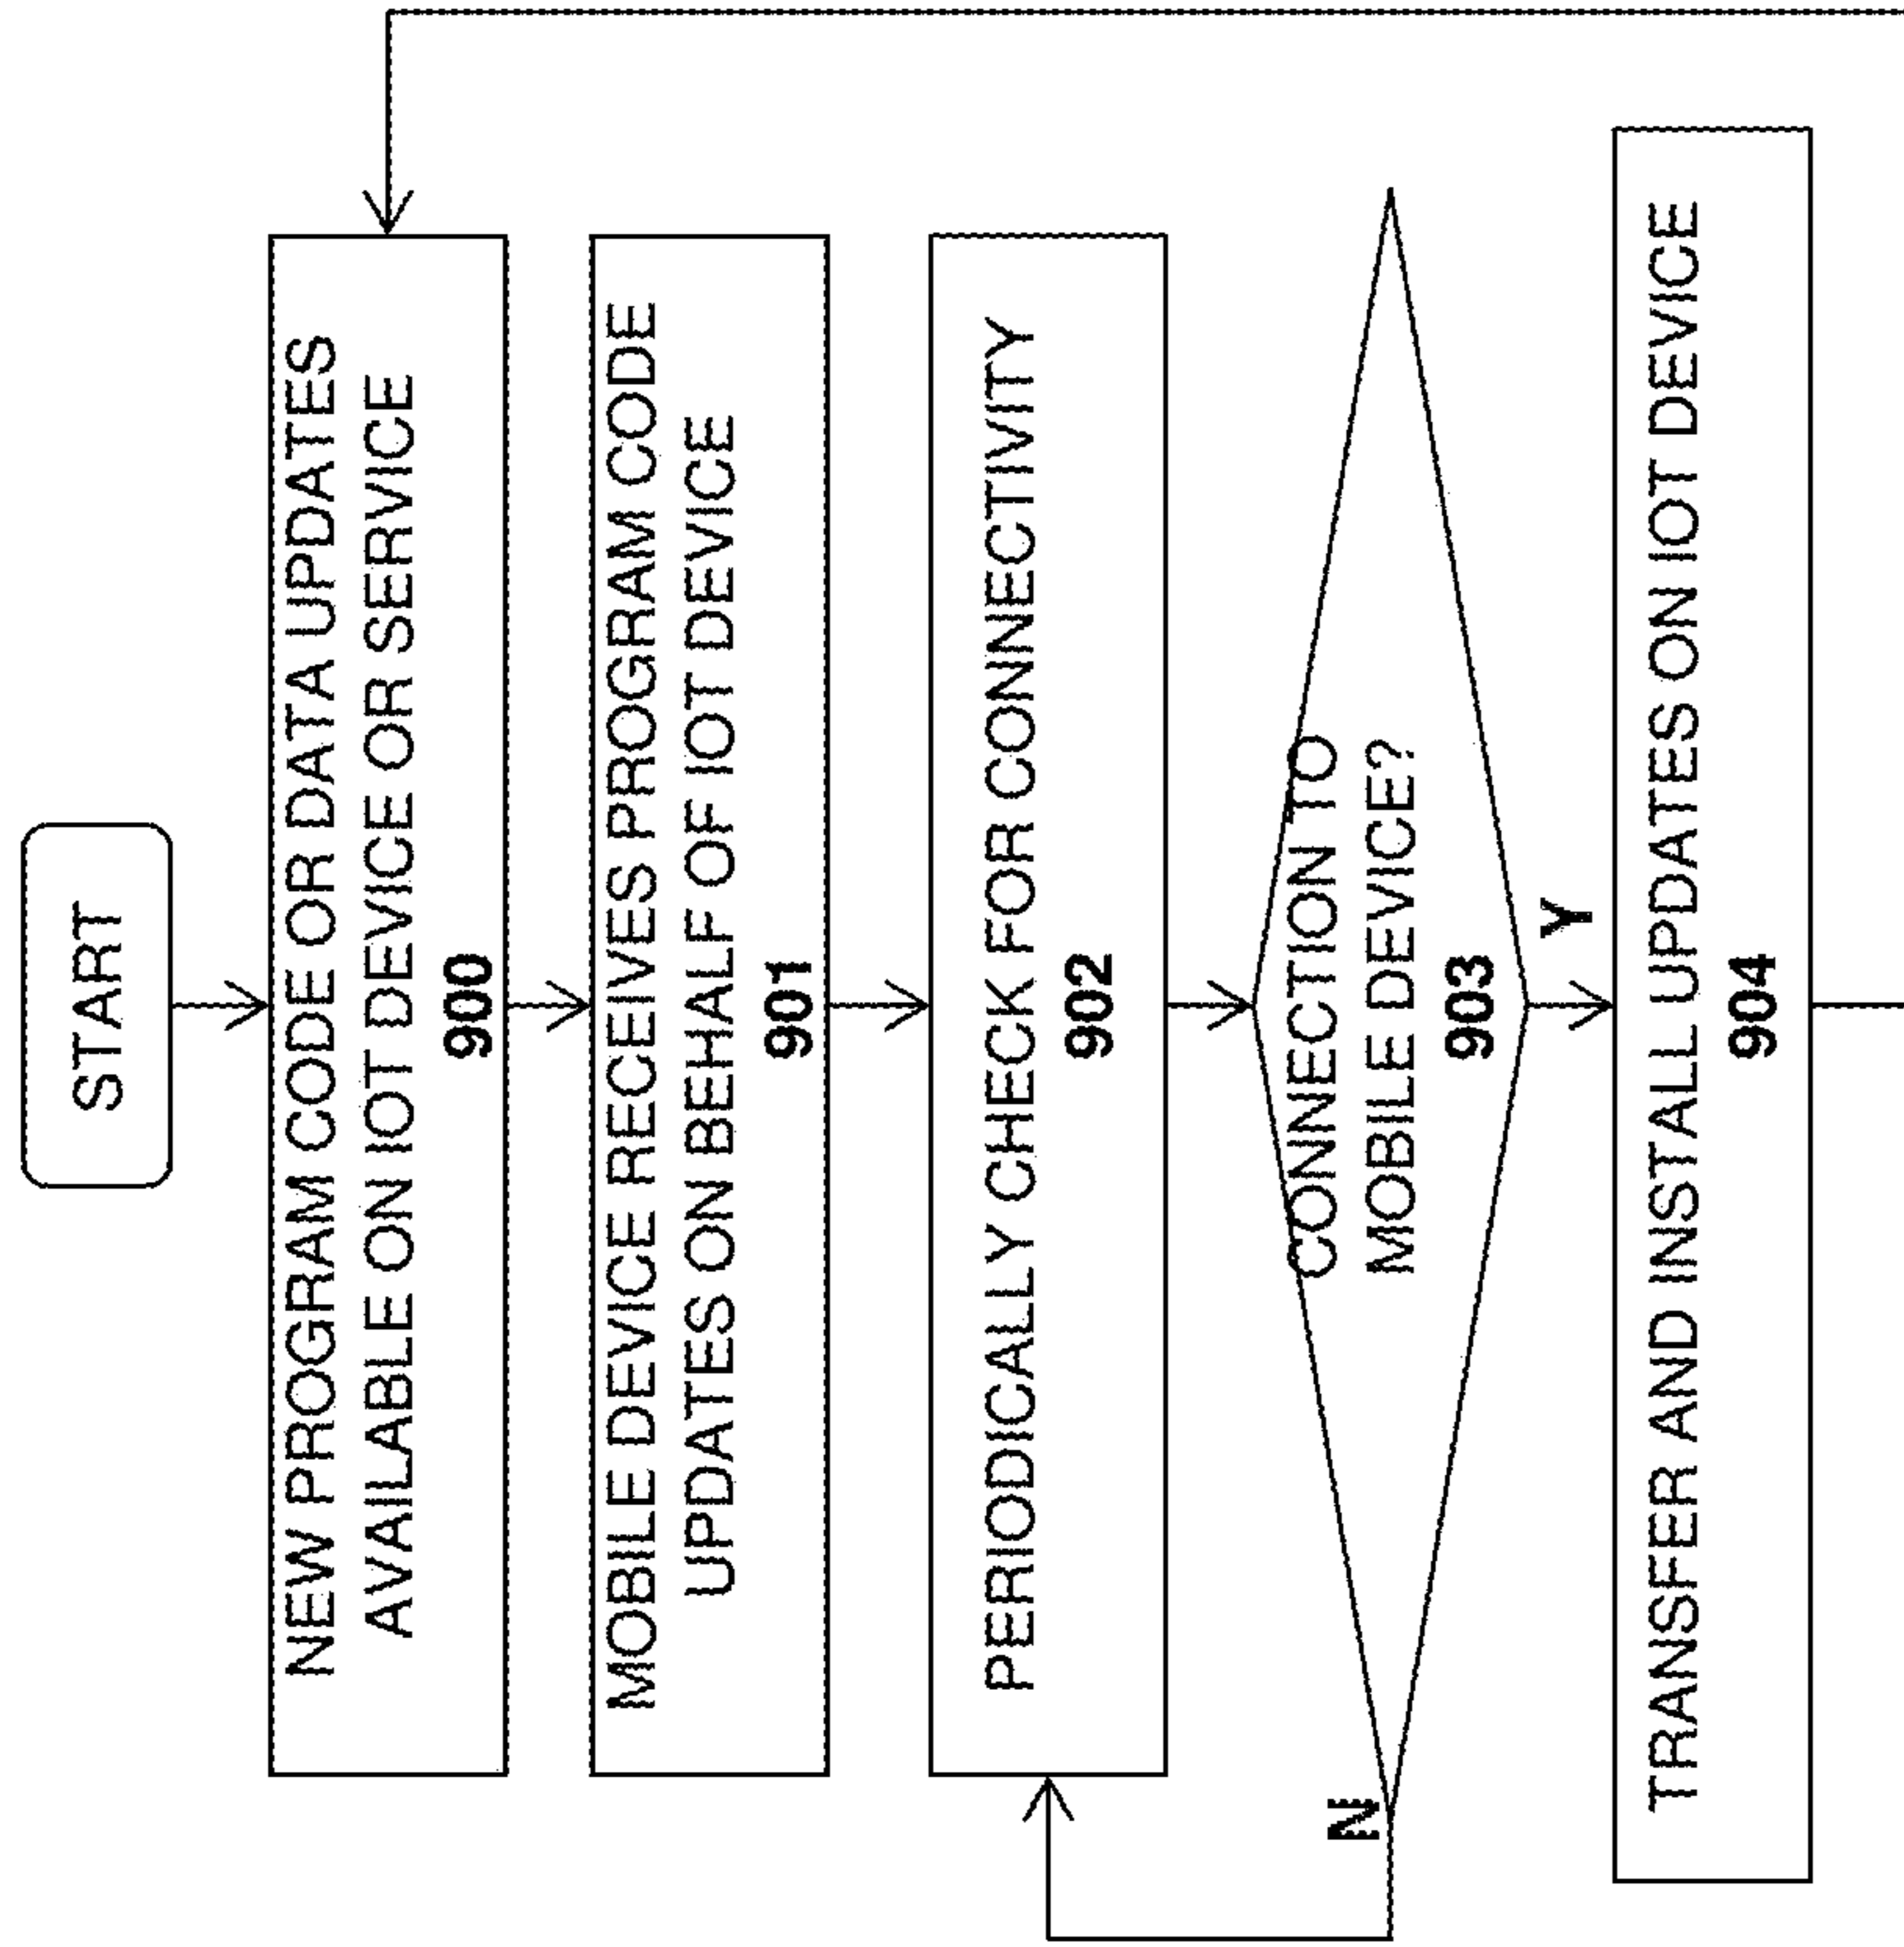 START
NEW PROGRAM CODE OR DATA UPDATES
AVAILABLE ON IOT DEVICE OR SERVICE
900
MOBILE DEVICE RECEIVES PROGRAM CODE
UPDATES ON BEHALF OF IOT DEVICE
901
PERIODICALLY CHECK FOR CONNECTIVITY
902
CONNECTION TO
MOBILE DEVICE?
903
N
Y
TRANSFER AND INSTALL UPDATES ON IOT DEVICE
904